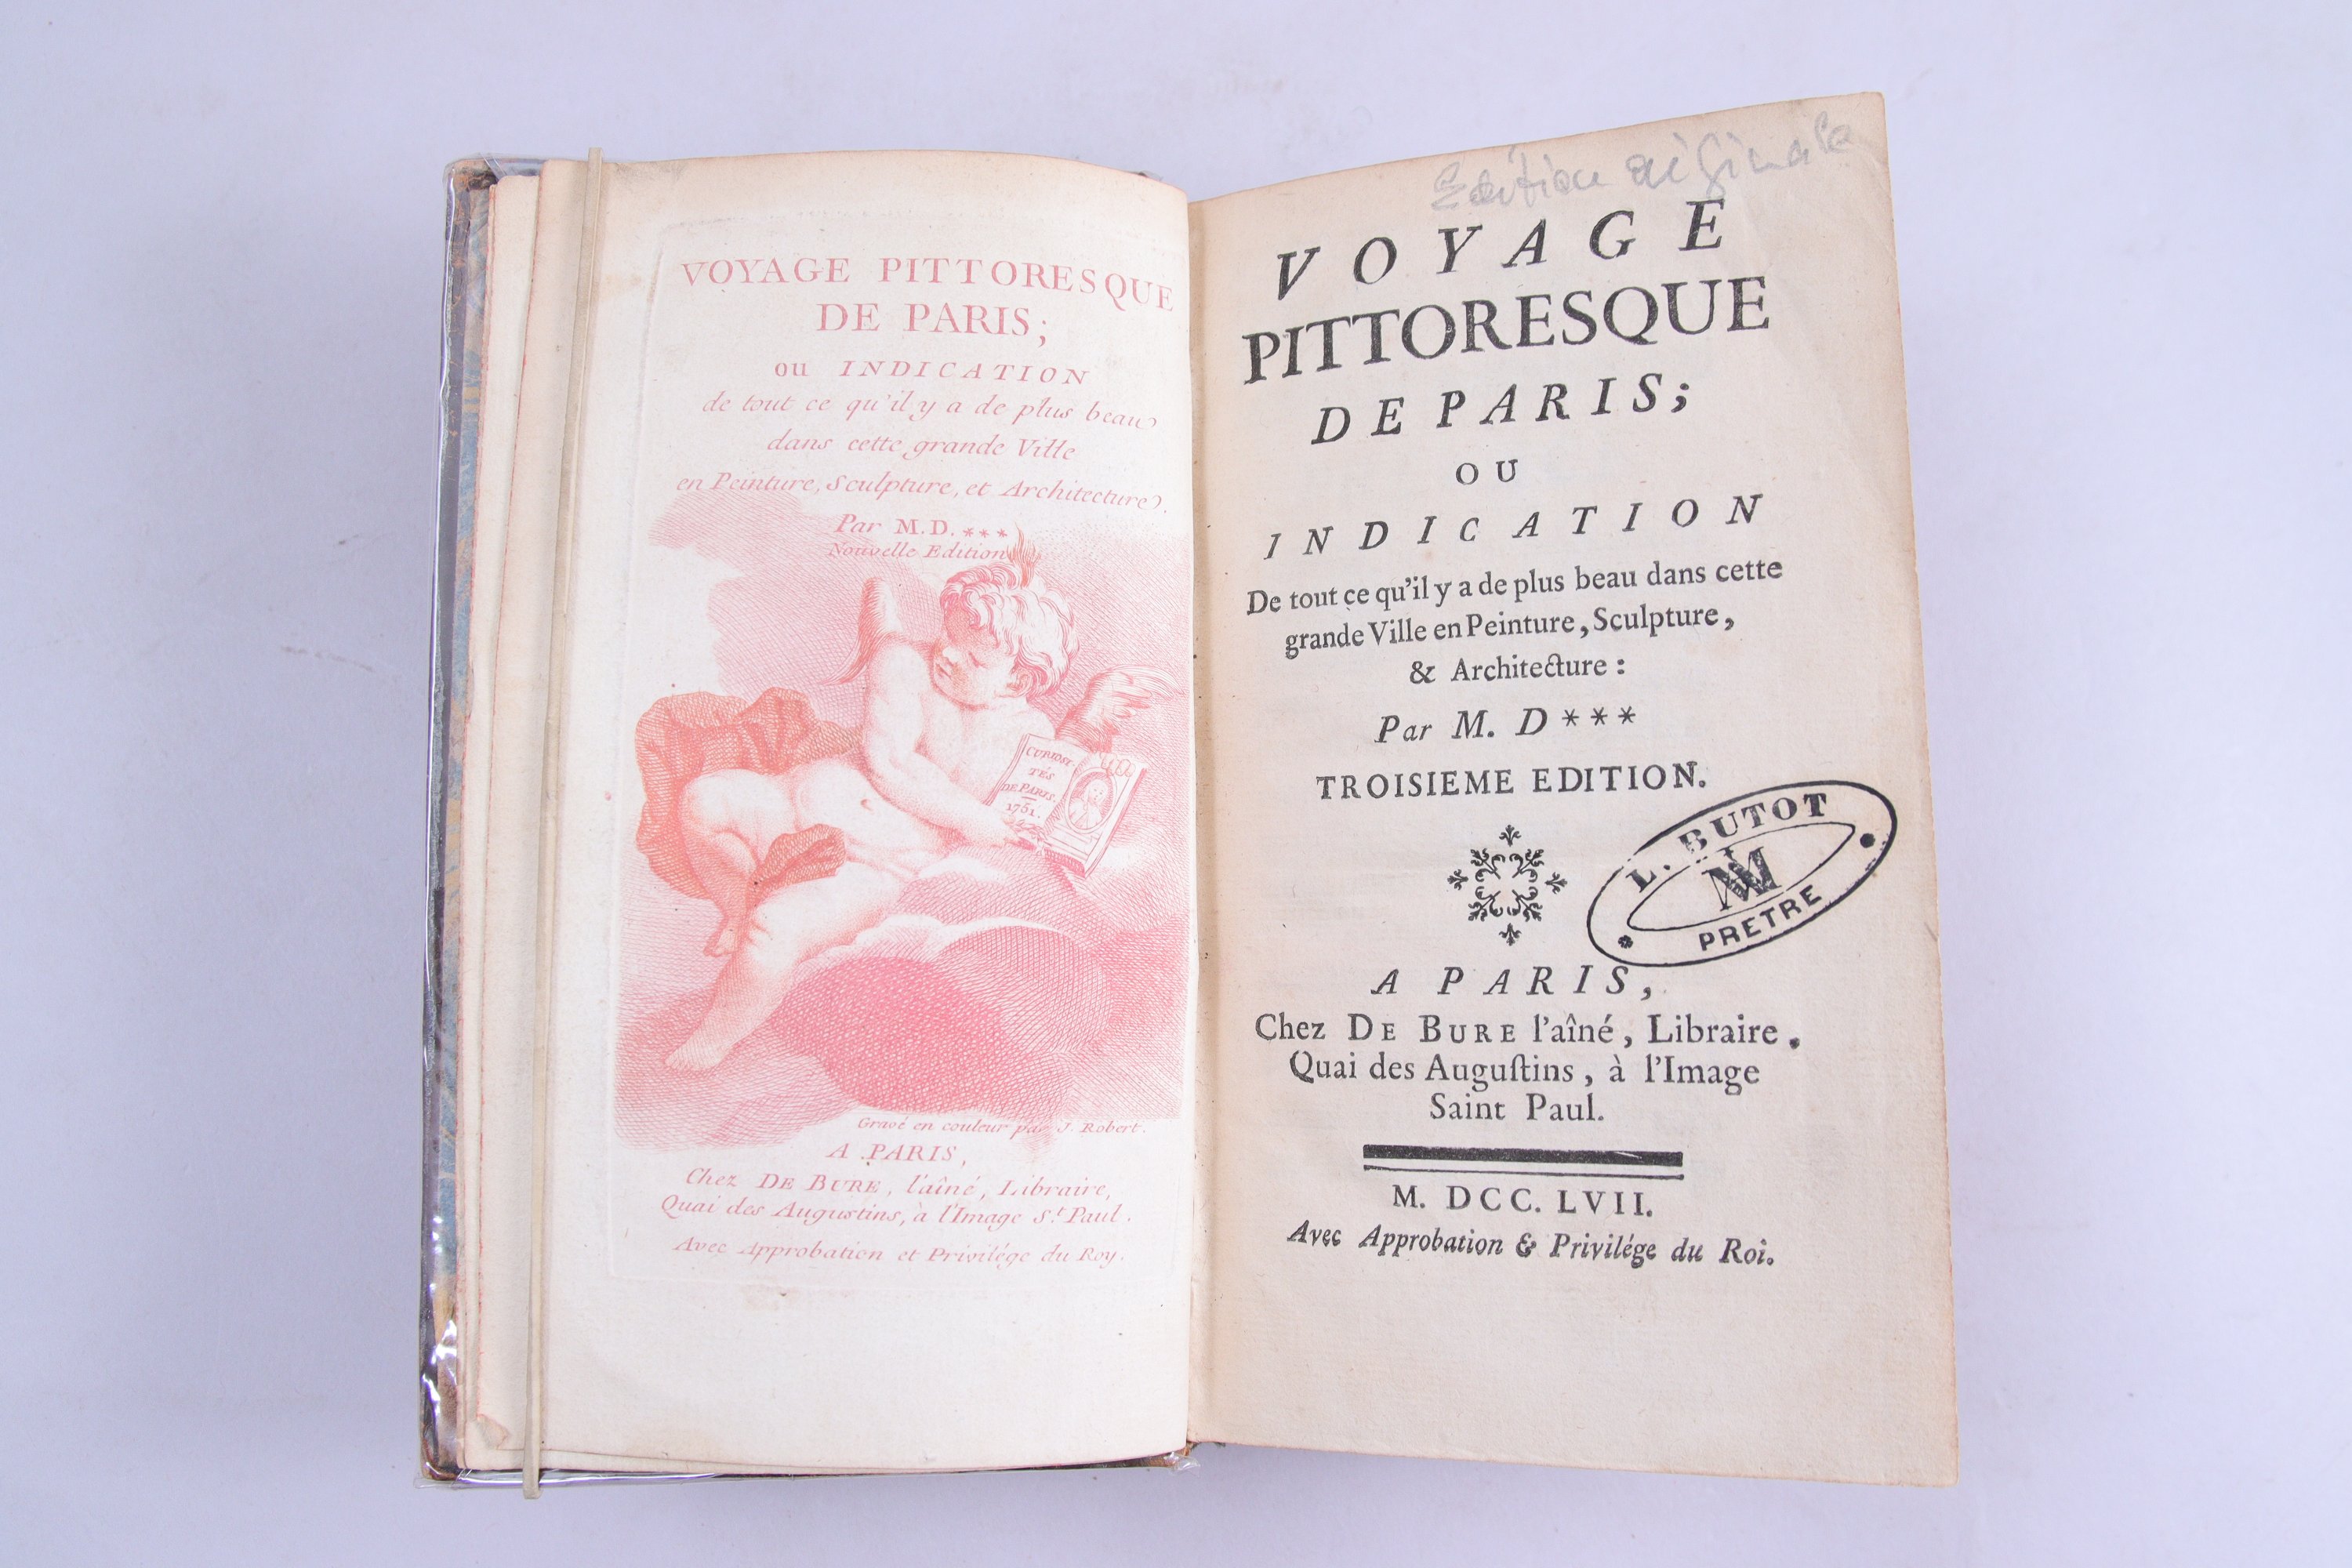 VOYAGE PITTORESQUE
DE PARIS;
ou INDICATION
de tout ce qu'il y a de plus beau
dans cette grande Ville
en Peinture, Sculpture, et Architecture.
Par M.D.***
Nouvelle Edition
CURIOSI-
TÉS
DE PARIS.
1751.
Gravé en couleur par J. Robert.
A PARIS,
Chez DE BURE, l'aîné, Libraire,
Quai des Augustins, à l'Image St. Paul.
Avec Approbation et Privilége du Roy.
Edition originale
VOYAGE
PITTORESQUE
DE PARIS;
OU
INDICATION
De tout ce qu'il y a de plus beau dans cette
grande Ville en Peinture, Sculpture,
& Architecture:
Par M. D***
TROISIEME EDITION.
L. BUTOT
PRETRE
A PARIS,
Chez DE BURE l'aîné, Libraire,
Quai des Auguſtins, à l'Image
Saint Paul.
M. DCC. LVII.
Avec Approbation & Privilége du Roi.